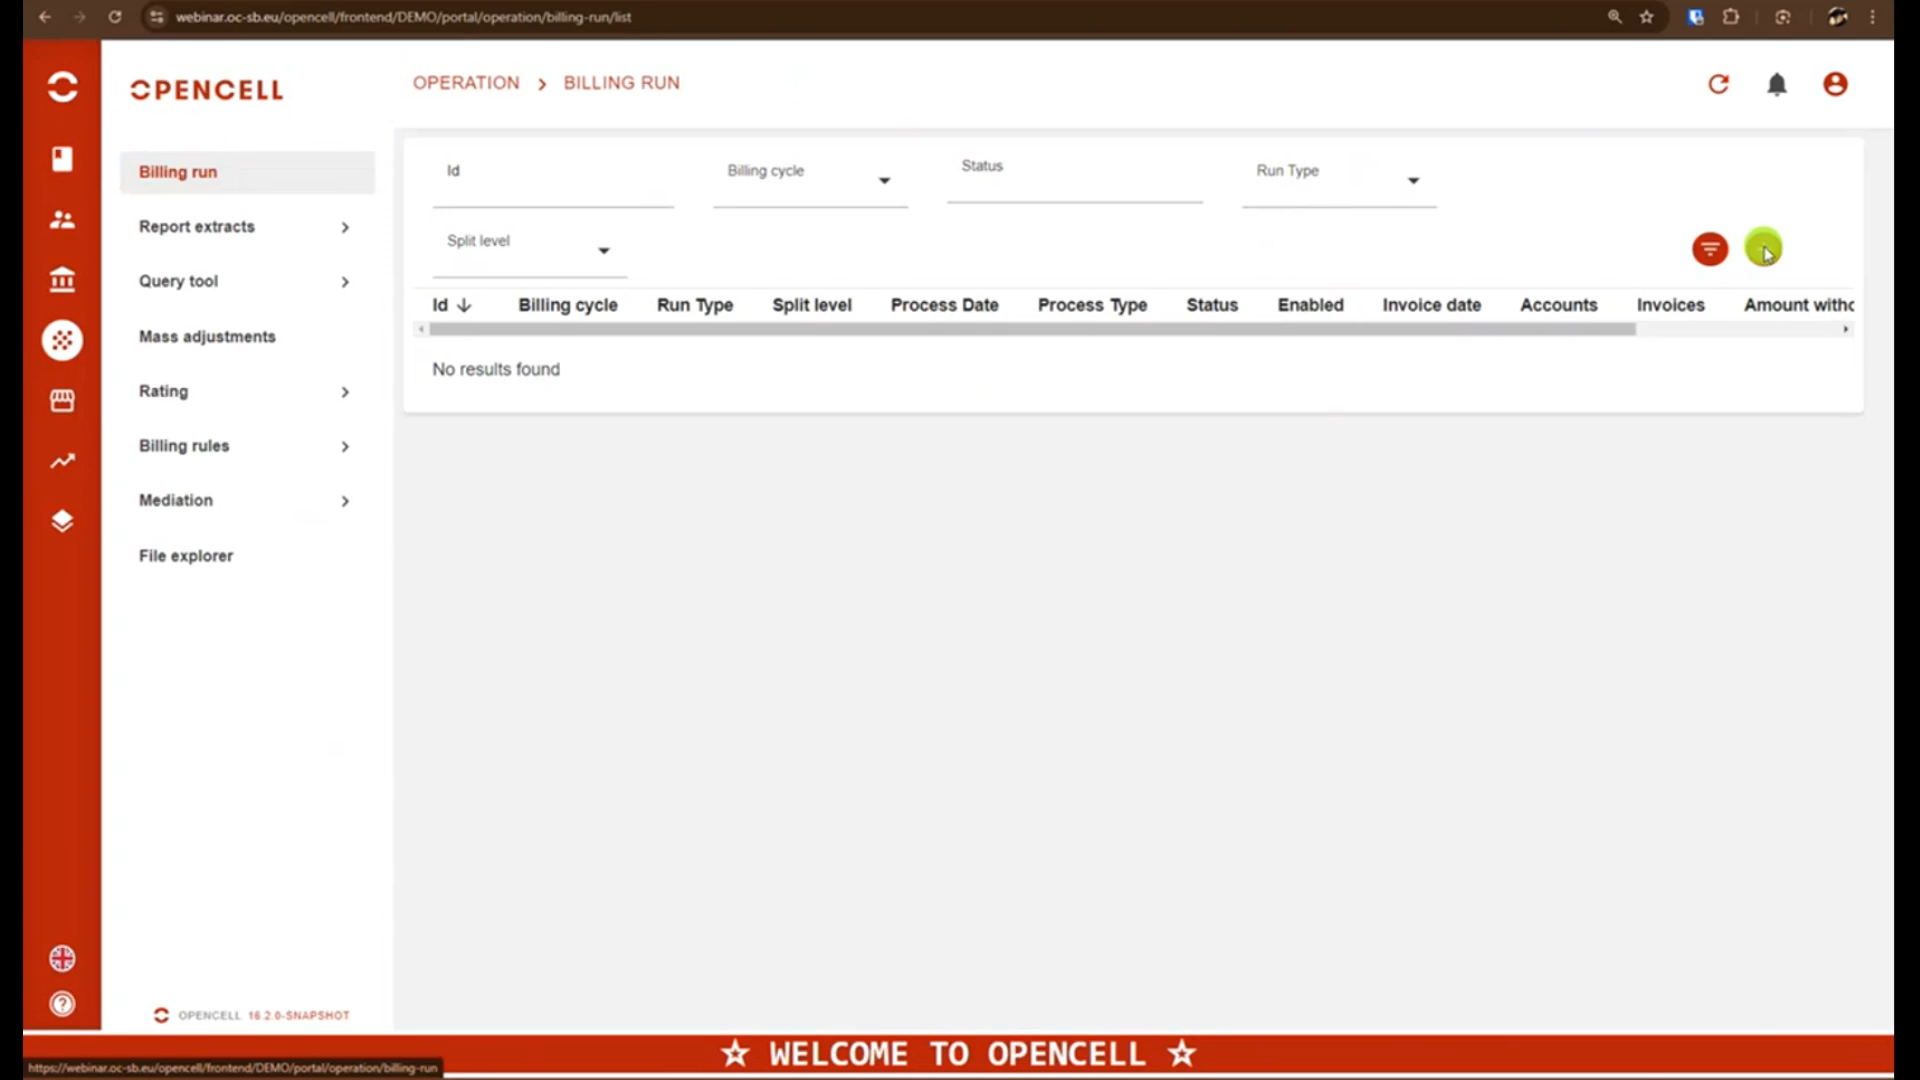 webinar.oc-sb.eu/opencell/frontend/DEMO/portal/operation/billing-run/list
OPENCELL
OPERATION > BILLING RUN
Billing run
Report extracts
Query tool
Mass adjustments
Rating
Billing rules
Mediation
File explorer
Id
Billing cycle
Status
Run Type
Split level
Id Billing cycle Run Type Split level Process Date Process Type Status Enabled Invoice date Accounts Invoices Amount witho
No results found
OPENCELL 16.2.0-SNAPSHOT
☆ WELCOME TO OPENCELL ☆
https://webinar.oc-sb.eu/opencell/frontend/DEMO/portal/operation/billing-run